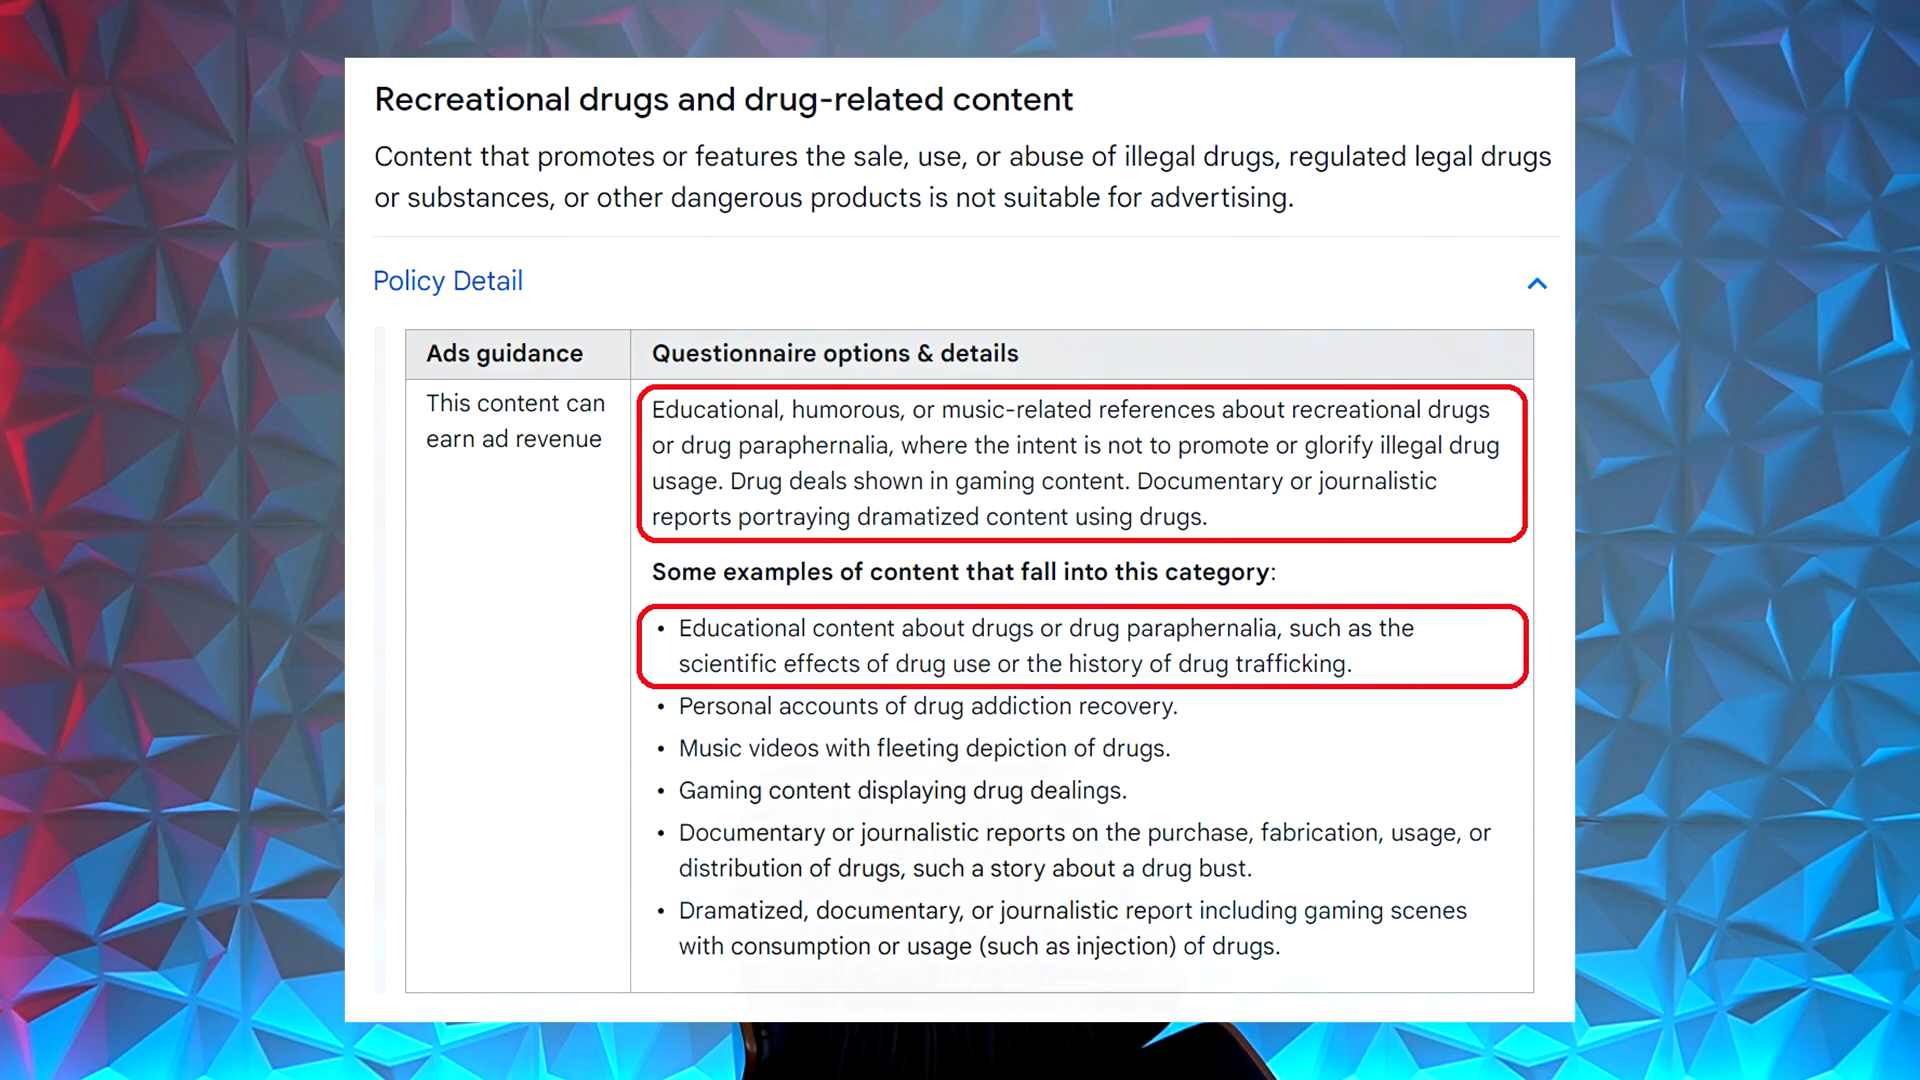 Recreational drugs and drug-related content
Content that promotes or features the sale, use, or abuse of illegal drugs, regulated legal drugs
or substances, or other dangerous products is not suitable for advertising.
Policy Detail
Ads guidance
Questionnaire options & details
This content can
earn ad revenue
Educational, humorous, or music-related references about recreational drugs
or drug paraphernalia, where the intent is not to promote or glorify illegal drug
usage. Drug deals shown in gaming content. Documentary or journalistic
reports portraying dramatized content using drugs.
Some examples of content that fall into this category:
• Educational content about drugs or drug paraphernalia, such as the
scientific effects of drug use or the history of drug trafficking.
• Personal accounts of drug addiction recovery.
• Music videos with fleeting depiction of drugs.
• Gaming content displaying drug dealings.
• Documentary or journalistic reports on the purchase, fabrication, usage, or
distribution of drugs, such a story about a drug bust.
• Dramatized, documentary, or journalistic report including gaming scenes
with consumption or usage (such as injection) of drugs.